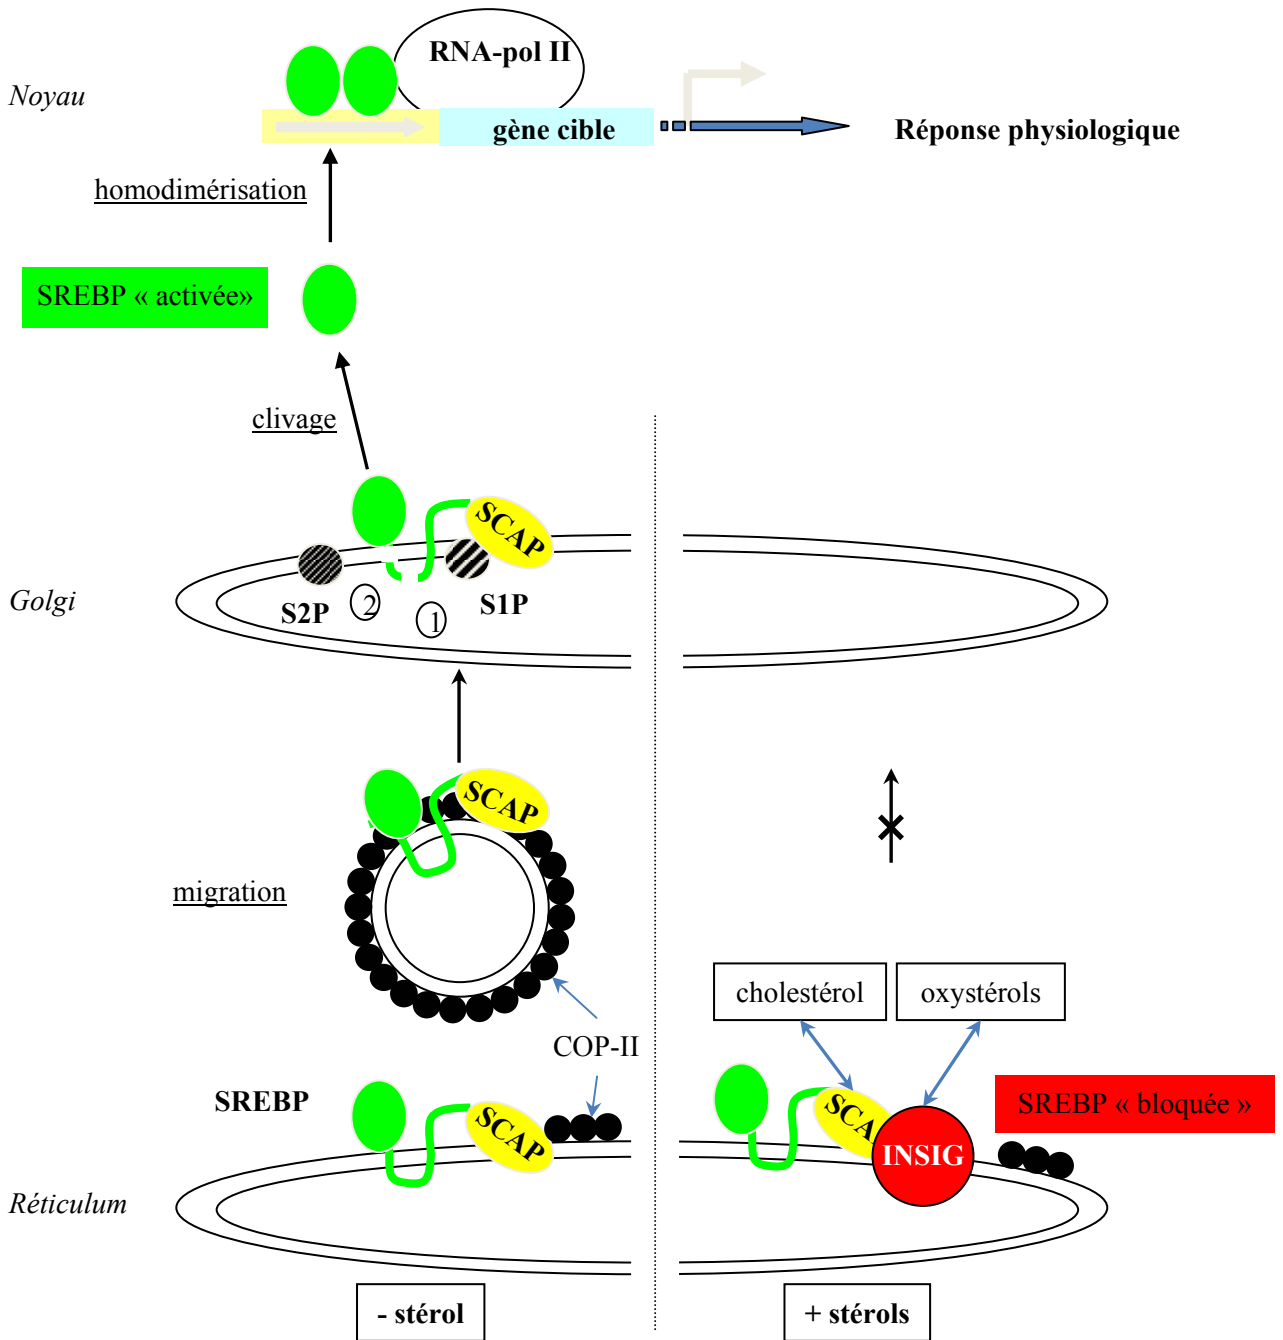 RNA-pol II
Noyau
gène cible
Réponse physiologique
homodimérisation
SREBP « activée»
clivage
SCAP
Golgi
S2P
2
1
S1P
SCAP
migration
cholestérol
oxystérols
COP-II
SREBP
SCAP
SCAP
INSIG
SREBP « bloquée »
Réticulum
- stérol
+ stérols